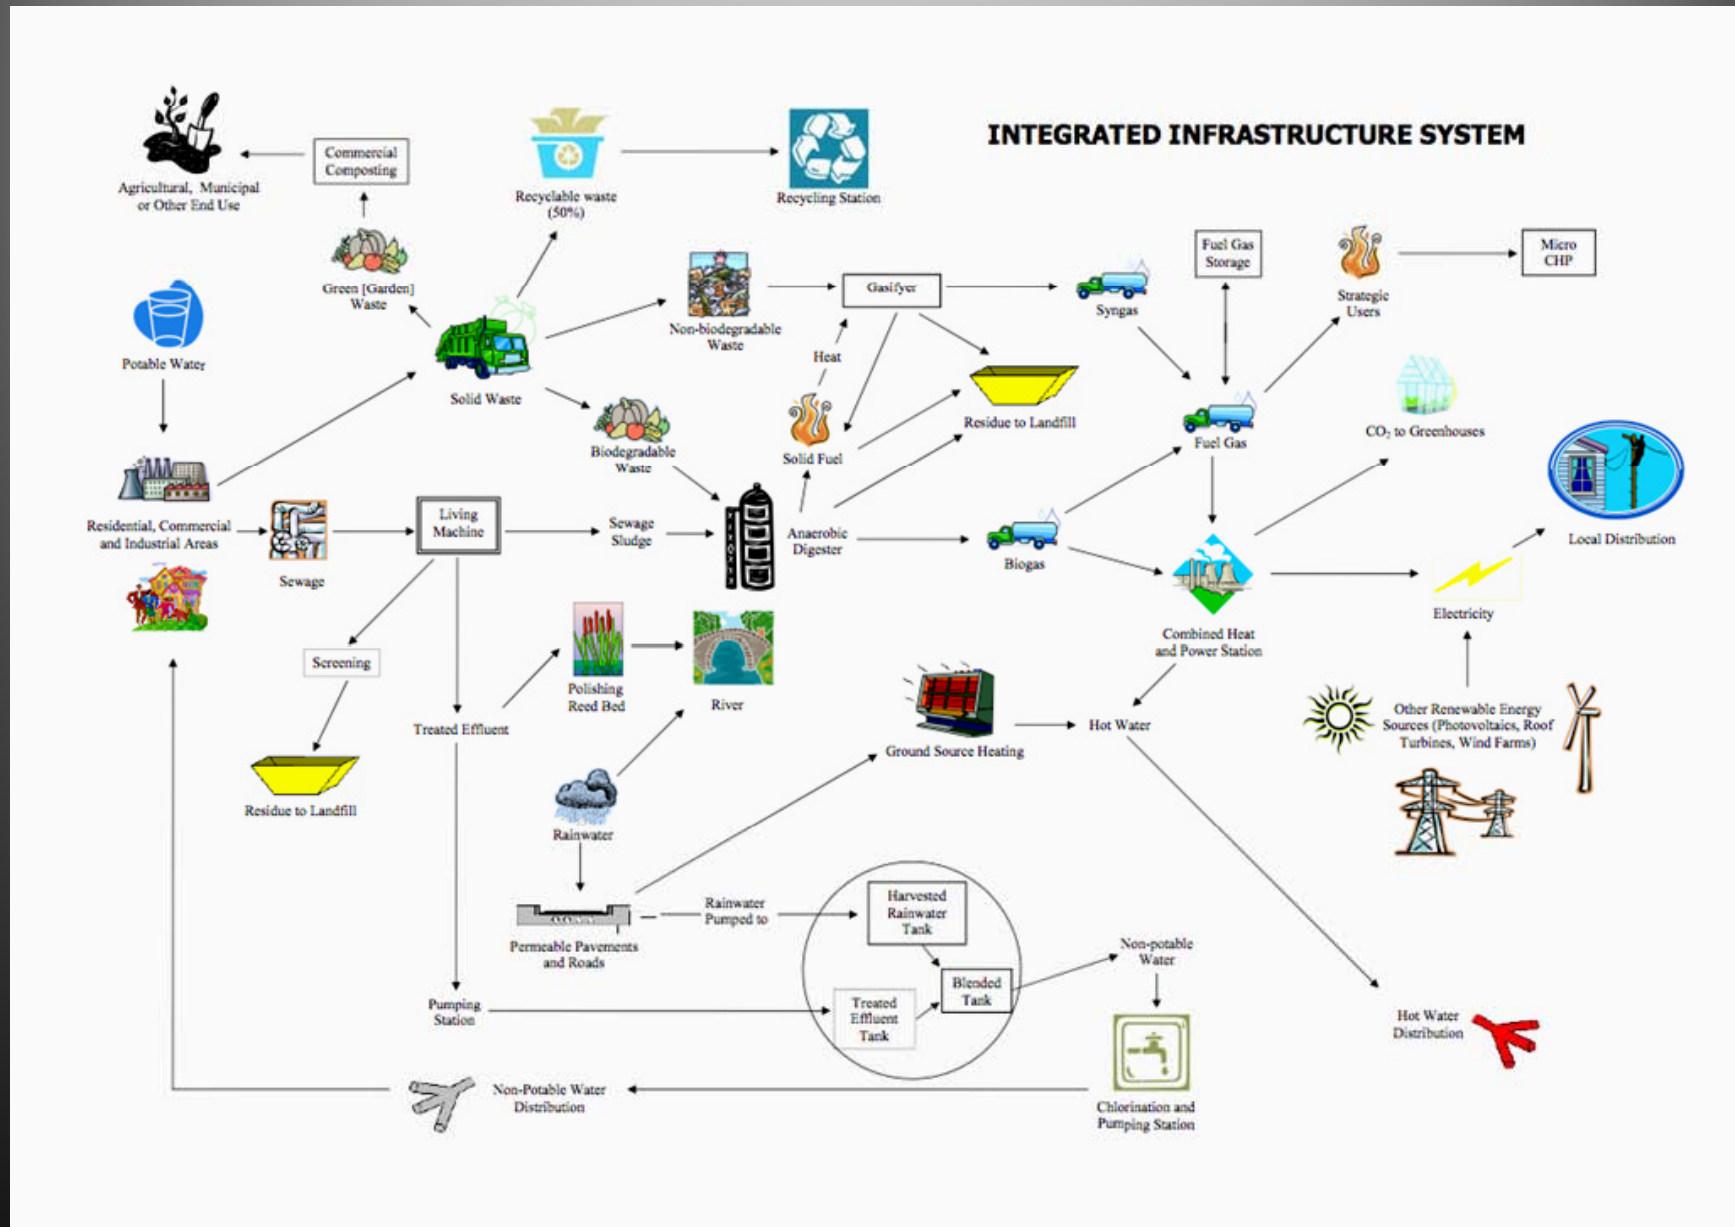 INTEGRATED INFRASTRUCTURE SYSTEM
Commercial
Composting
Agricultural, Municipal
or Other End Use
Recyclable waste
(50%)
Recycling Station
Green [Garden]
Waste
Potable Water
Solid Waste
Non-biodegradable
Waste
Gasifyer
Syngas
Fuel Gas
Storage
Strategic
Users
Micro
CHP
Heat
Biodegradable
Waste
Solid Fuel
Residue to Landfill
Fuel Gas
CO₂ to Greenhouses
Residential, Commercial
and Industrial Areas
Sewage
Living
Machine
Sewage
Sludge
Anaerobic
Digester
Biogas
Local Distribution
Electricity
Combined Heat
and Power Station
Screening
Polishing
Reed Bed
River
Treated Effluent
Ground Source Heating
Hot Water
Other Renewable Energy
Sources (Photovoltaics, Roof
Turbines, Wind Farms)
Residue to Landfill
Rainwater
Permeable Pavements
and Roads
Rainwater
Pumped to
Harvested
Rainwater
Tank
Blended
Tank
Non-potable
Water
Pumping
Station
Treated
Effluent
Tank
Hot Water
Distribution
Non-Potable Water
Distribution
Chlorination and
Pumping Station